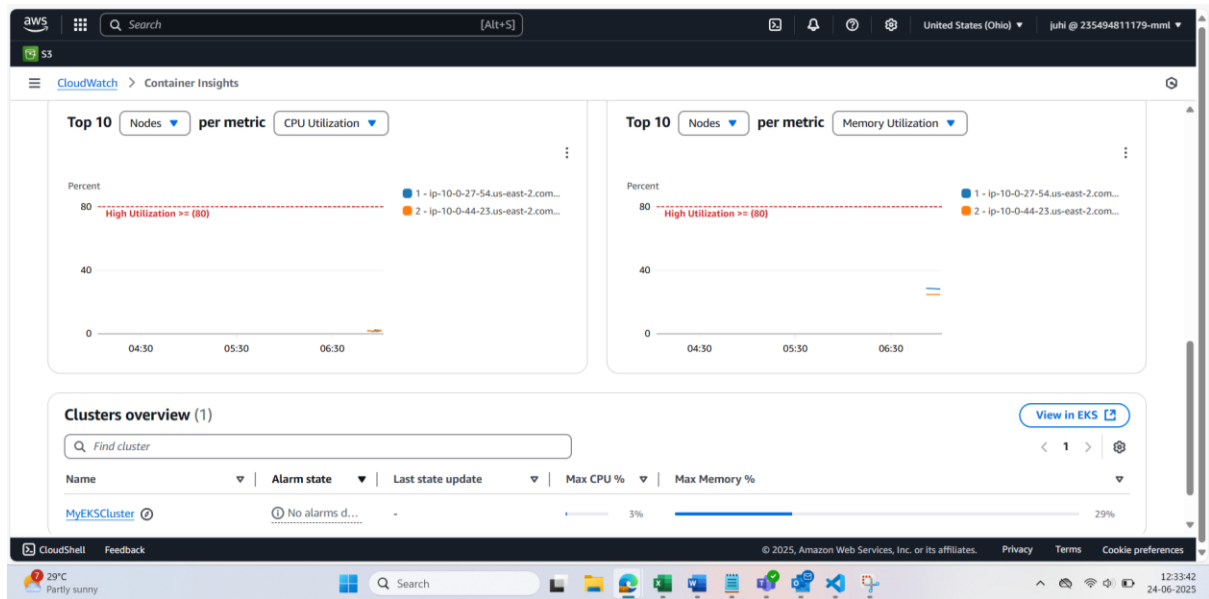 aws Search [Alt+S] United States (Ohio) ▼ juhi @ 235494811179-mml ▼
S3
CloudWatch > Container Insights
Top 10 Nodes ▼ per metric CPU Utilization ▼
Percent
80
High Utilization >= (80)
40
0
04:30 05:30 06:30
1 - ip-10-0-27-54.us-east-2.com...
2 - ip-10-0-44-23.us-east-2.com...
Top 10 Nodes ▼ per metric Memory Utilization ▼
Percent
80
High Utilization >= (80)
40
0
04:30 05:30 06:30
1 - ip-10-0-27-54.us-east-2.com...
2 - ip-10-0-44-23.us-east-2.com...
Clusters overview (1) View in EKS
Find cluster < 1 >
Name Alarm state Last state update Max CPU % Max Memory %
MyEKSCluster No alarms d... - 3% 29%
CloudShell Feedback © 2025, Amazon Web Services, Inc. or its affiliates. Privacy Terms Cookie preferences
7 29°C Search 12:33:42
Partly sunny 24-06-2025